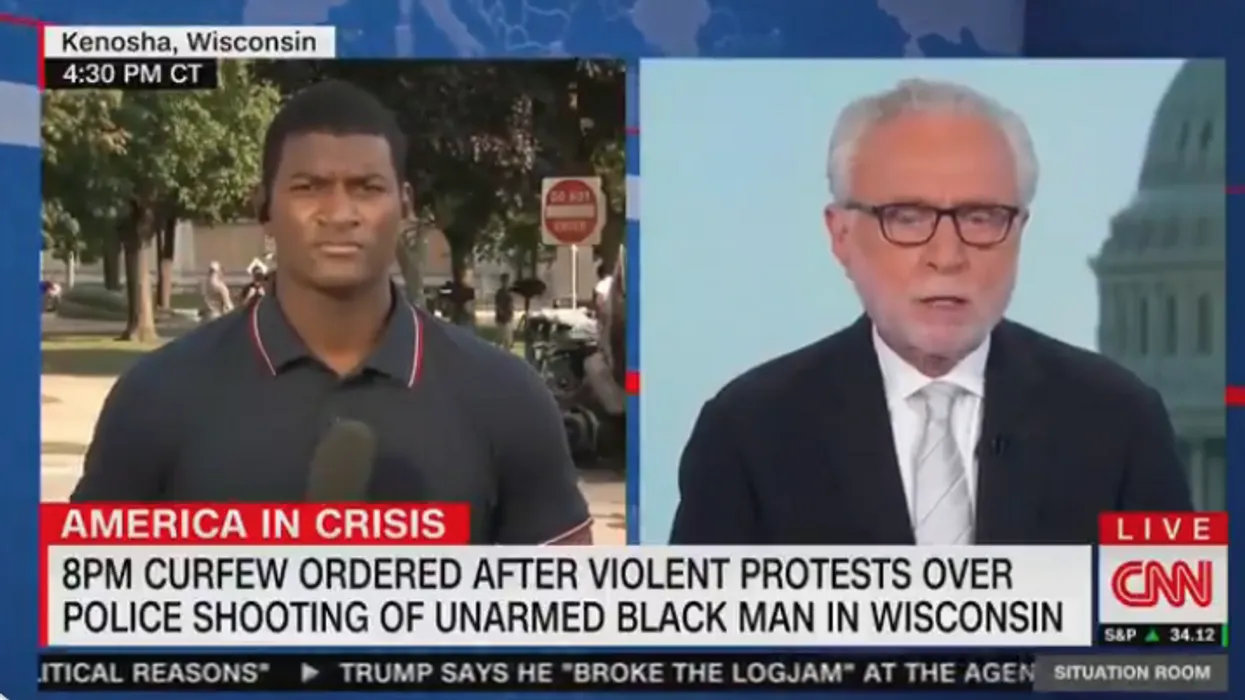 Kenosha, Wisconsin
4:30 PM CT
DO NOT
ENTER
AMERICA IN CRISIS
8PM CURFEW ORDERED AFTER VIOLENT PROTESTS OVER
POLICE SHOOTING OF UNARMED BLACK MAN IN WISCONSIN
LIVE
CNN
S&P ▲ 34.12
ITICAL REASONS" ▶ TRUMP SAYS HE "BROKE THE LOGJAM" AT THE AGEN
SITUATION ROOM